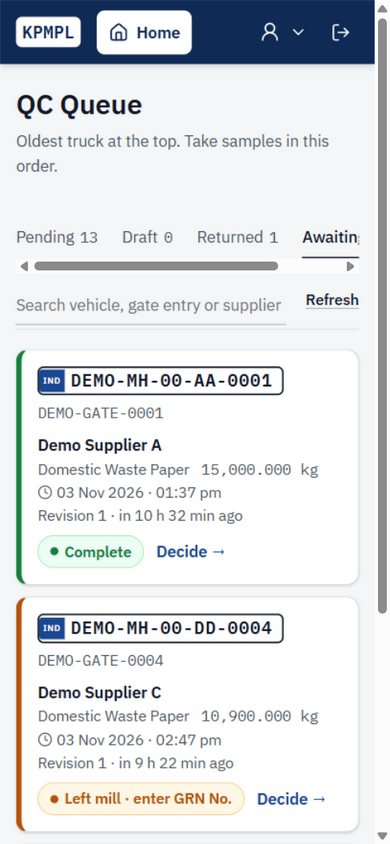 KPMPL Home
QC Queue
Oldest truck at the top. Take samples in this
order.
Pending 13 Draft 0 Returned 1 Awaitin
Search vehicle, gate entry or supplier Refresh
IND DEMO-MH-00-AA-0001
DEMO-GATE-0001
Demo Supplier A
Domestic Waste Paper 15,000.000 kg
03 Nov 2026 · 01:37 pm
Revision 1 · in 10 h 32 min ago
Complete Decide →
IND DEMO-MH-00-DD-0004
DEMO-GATE-0004
Demo Supplier C
Domestic Waste Paper 10,900.000 kg
03 Nov 2026 · 02:47 pm
Revision 1 · in 9 h 22 min ago
Left mill · enter GRN No. Decide →